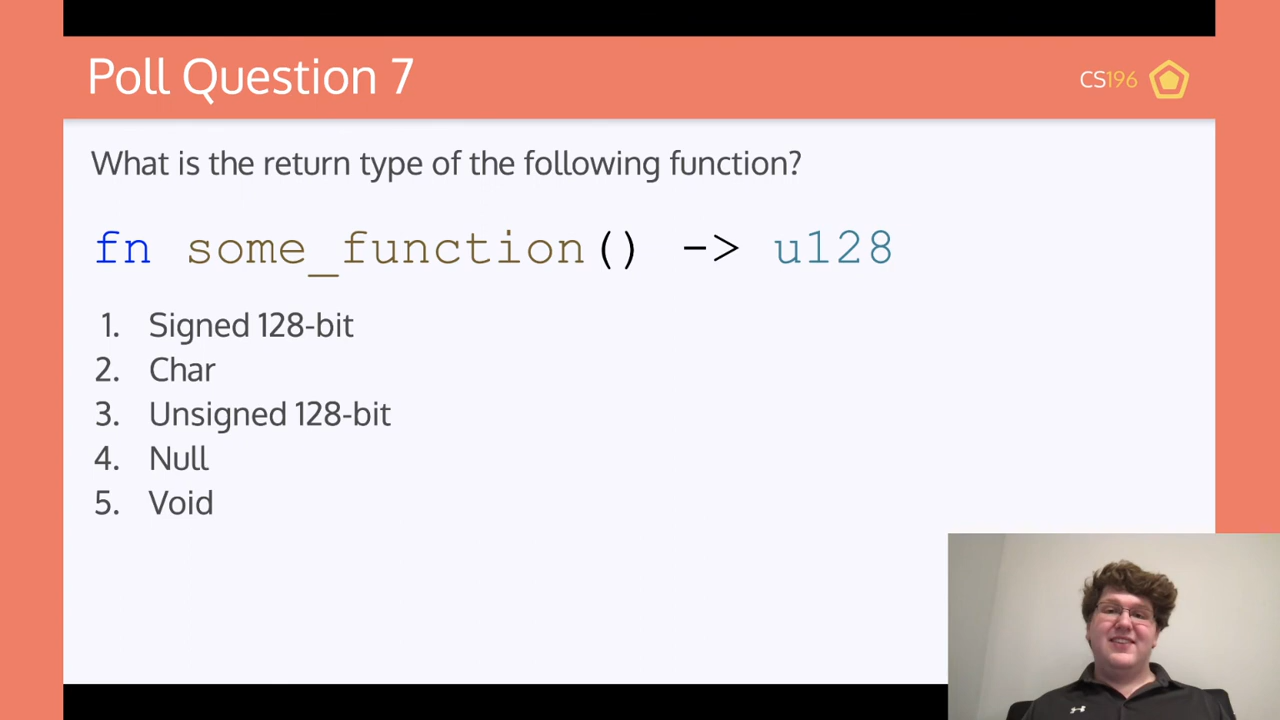 Poll Question 7
CS196
What is the return type of the following function?
fn some_function() -> u128
1. Signed 128-bit
2. Char
3. Unsigned 128-bit
4. Null
5. Void